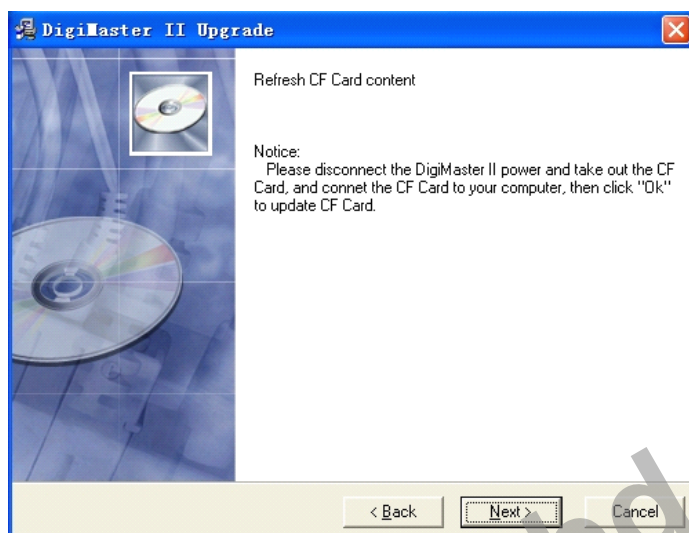 DigiMaster II Upgrade
Refresh CF Card content
Notice:
Please disconnect the DigiMaster II power and take out the CF
Card, and connet the CF Card to your computer, then click "Ok"
to update CF Card.
< Back Next > Cancel